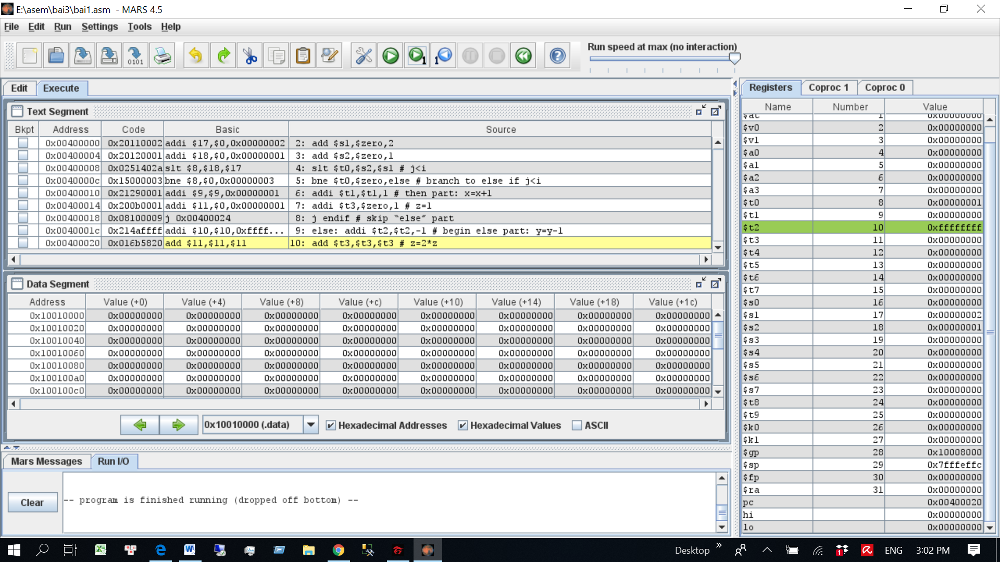 E:\asem\bai3\bai1.asm - MARS 4.5
File Edit Run Settings Tools Help
Run speed at max (no interaction)
Edit Execute
Text Segment
Bkpt Address Code Basic Source
0x00400000 0x20110002 addi $17,$0,0x00000002 2: add $s1,$zero,2
0x00400004 0x20120001 addi $18,$0,0x00000001 3: add $s2,$zero,1
0x00400008 0x0251402a slt $8,$18,$17 4: slt $t0,$s2,$s1 # j<i
0x0040000c 0x15000003 bne $8,$0,0x00000003 5: bne $t0,$zero,else # branch to else if j<i
0x00400010 0x21290001 addi $9,$9,0x00000001 6: addi $t1,$t1,1 # then part: x=x+1
0x00400014 0x200b0001 addi $11,$0,0x00000001 7: addi $t3,$zero,1 # z=1
0x00400018 0x08100009 j 0x00400024 8: j endif # skip “else” part
0x0040001c 0x214affff addi $10,$10,0xffff... 9: else: addi $t2,$t2,-1 # begin else part: y=y-1
0x00400020 0x016b5820 add $11,$11,$11 10: add $t3,$t3,$t3 # z=2*z
Data Segment
Address Value (+0) Value (+4) Value (+8) Value (+c) Value (+10) Value (+14) Value (+18) Value (+1c)
0x10010000 0x00000000 0x00000000 0x00000000 0x00000000 0x00000000 0x00000000 0x00000000 0x00000000
0x10010020 0x00000000 0x00000000 0x00000000 0x00000000 0x00000000 0x00000000 0x00000000 0x00000000
0x10010040 0x00000000 0x00000000 0x00000000 0x00000000 0x00000000 0x00000000 0x00000000 0x00000000
0x10010060 0x00000000 0x00000000 0x00000000 0x00000000 0x00000000 0x00000000 0x00000000 0x00000000
0x10010080 0x00000000 0x00000000 0x00000000 0x00000000 0x00000000 0x00000000 0x00000000 0x00000000
0x100100a0 0x00000000 0x00000000 0x00000000 0x00000000 0x00000000 0x00000000 0x00000000 0x00000000
0x100100c0 0x00000000 0x00000000 0x00000000 0x00000000 0x00000000 0x00000000 0x00000000 0x00000000
0x10010000 (.data) Hexadecimal Addresses Hexadecimal Values ASCII
Mars Messages Run I/O
Clear
-- program is finished running (dropped off bottom) --
Registers Coproc 1 Coproc 0
Name Number Value
$at 1 0x00000000
$v0 2 0x00000000
$v1 3 0x00000000
$a0 4 0x00000000
$a1 5 0x00000000
$a2 6 0x00000000
$a3 7 0x00000000
$t0 8 0x00000001
$t1 9 0x00000000
$t2 10 0xffffffff
$t3 11 0x00000000
$t4 12 0x00000000
$t5 13 0x00000000
$t6 14 0x00000000
$t7 15 0x00000000
$s0 16 0x00000000
$s1 17 0x00000002
$s2 18 0x00000001
$s3 19 0x00000000
$s4 20 0x00000000
$s5 21 0x00000000
$s6 22 0x00000000
$s7 23 0x00000000
$t8 24 0x00000000
$t9 25 0x00000000
$k0 26 0x00000000
$k1 27 0x00000000
$gp 28 0x10008000
$sp 29 0x7fffeffc
$fp 30 0x00000000
$ra 31 0x00000000
pc 0x00400020
hi 0x00000000
lo 0x00000000
Desktop ENG 3:02 PM